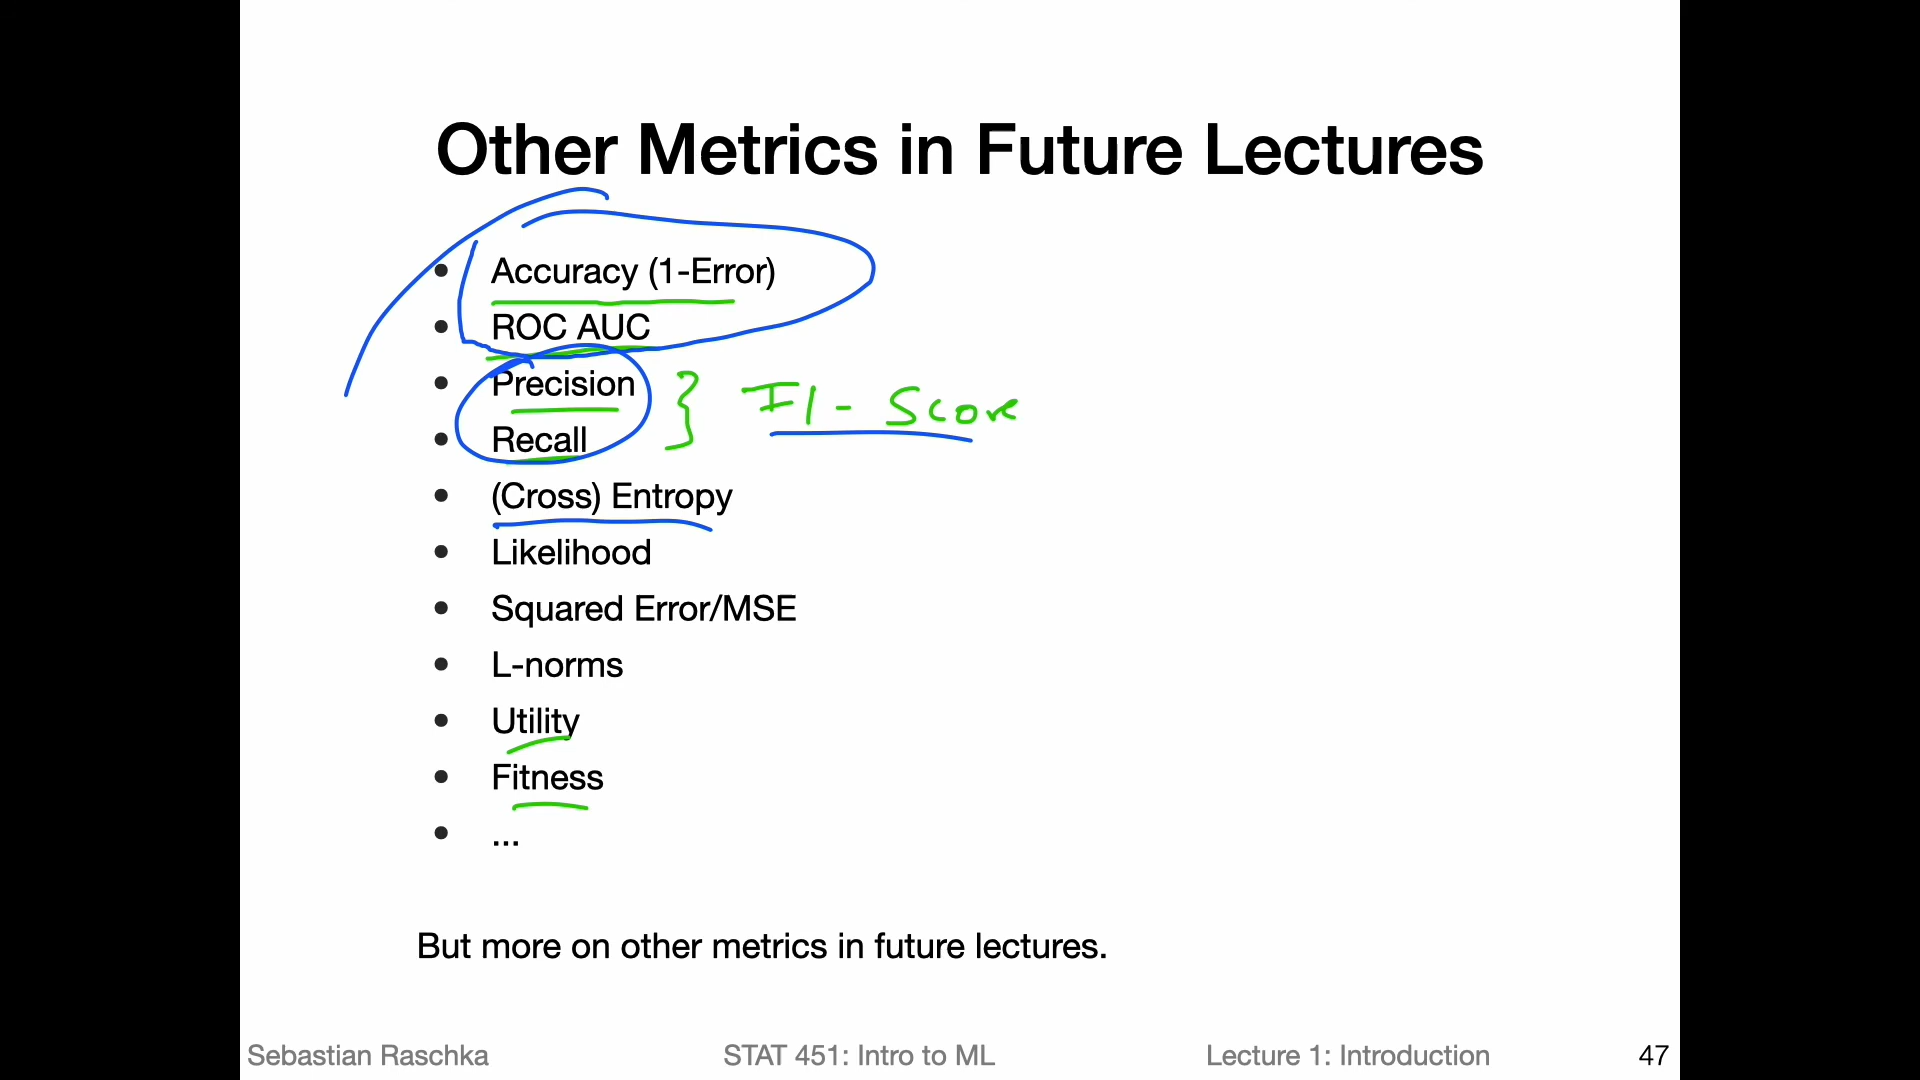 Other Metrics in Future Lectures
• Accuracy (1-Error)
• ROC AUC
• Precision
• Recall
} F1 - Score
• (Cross) Entropy
• Likelihood
• Squared Error/MSE
• L-norms
• Utility
• Fitness
• ...
But more on other metrics in future lectures.
Sebastian Raschka STAT 451: Intro to ML Lecture 1: Introduction 47